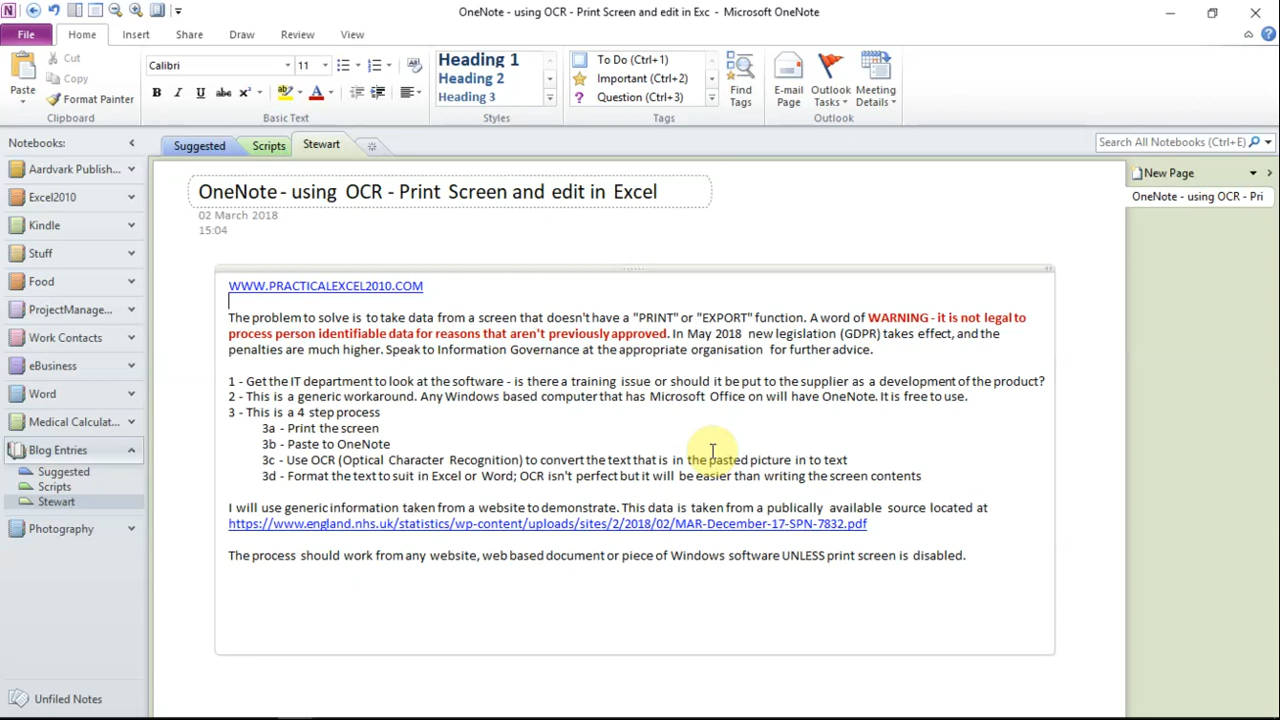 OneNote - using OCR - Print Screen and edit in Exc - Microsoft OneNote
File Home Insert Share Draw Review View
Paste
Cut
Copy
Format Painter
Clipboard
Calibri 11
B I U abc x² A
Basic Text
Heading 1
Heading 2
Heading 3
Styles
To Do (Ctrl+1)
Important (Ctrl+2)
Question (Ctrl+3)
Tags
Find
Tags
E-mail
Page
Outlook
Tasks
Meeting
Details
Outlook
Notebooks:
Aardvark Publish...
Excel2010
Kindle
Stuff
Food
ProjectManage...
Work Contacts
eBusiness
Word
Medical Calculat...
Blog Entries
Suggested
Scripts
Stewart
Photography
Unfiled Notes
Suggested Scripts Stewart
Search All Notebooks (Ctrl+E)
New Page
OneNote - using OCR - Pri
OneNote - using OCR - Print Screen and edit in Excel
02 March 2018
15:04
WWW.PRACTICALEXCEL2010.COM
The problem to solve is to take data from a screen that doesn't have a "PRINT" or "EXPORT" function. A word of WARNING - it is not legal to
process person identifiable data for reasons that aren't previously approved. In May 2018 new legislation (GDPR) takes effect, and the
penalties are much higher. Speak to Information Governance at the appropriate organisation for further advice.
1 - Get the IT department to look at the software - is there a training issue or should it be put to the supplier as a development of the product?
2 - This is a generic workaround. Any Windows based computer that has Microsoft Office on will have OneNote. It is free to use.
3 - This is a 4 step process
3a - Print the screen
3b - Paste to OneNote
3c - Use OCR (Optical Character Recognition) to convert the text that is in the pasted picture in to text
3d - Format the text to suit in Excel or Word; OCR isn't perfect but it will be easier than writing the screen contents
I will use generic information taken from a website to demonstrate. This data is taken from a publically available source located at
https://www.england.nhs.uk/statistics/wp-content/uploads/sites/2/2018/02/MAR-December-17-SPN-7832.pdf
The process should work from any website, web based document or piece of Windows software UNLESS print screen is disabled.